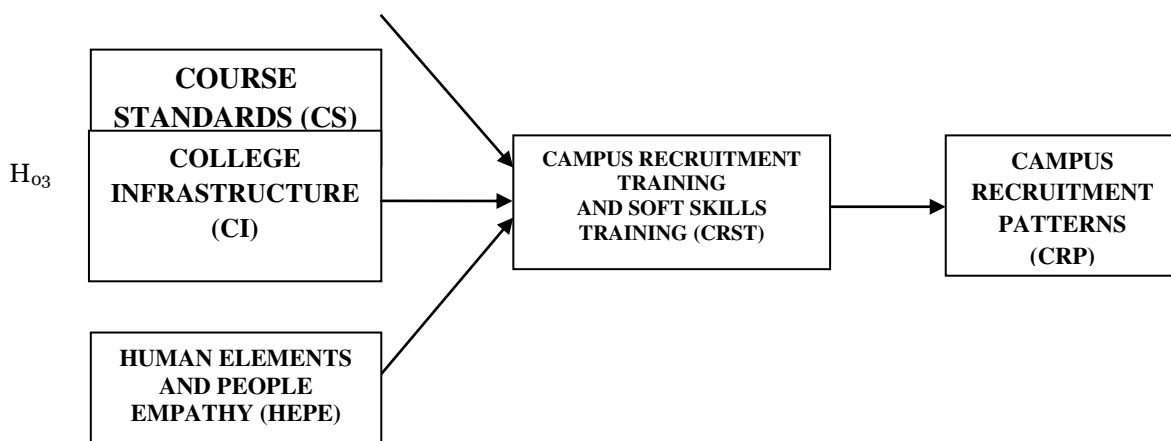 COURSE
STANDARDS (CS)
H₀₃
COLLEGE
INFRASTRUCTURE
(CI)
CAMPUS RECRUITMENT
TRAINING
AND SOFT SKILLS
TRAINING (CRST)
CAMPUS
RECRUITMENT
PATTERNS
(CRP)
HUMAN ELEMENTS
AND PEOPLE
EMPATHY (HEPE)